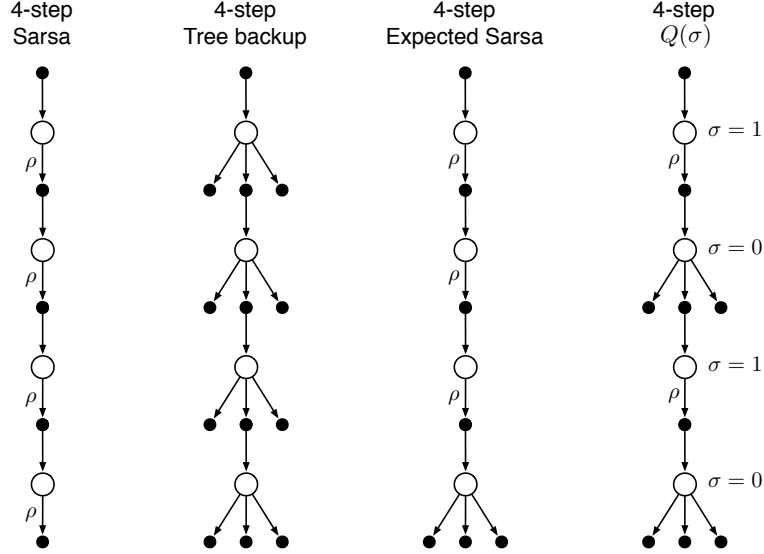 4-step
Sarsa
4-step
Tree backup
4-step
Expected Sarsa
4-step
Q(σ)
σ = 1
ρ
ρ
ρ
σ = 0
ρ
ρ
σ = 1
ρ
ρ
ρ
σ = 0
ρ